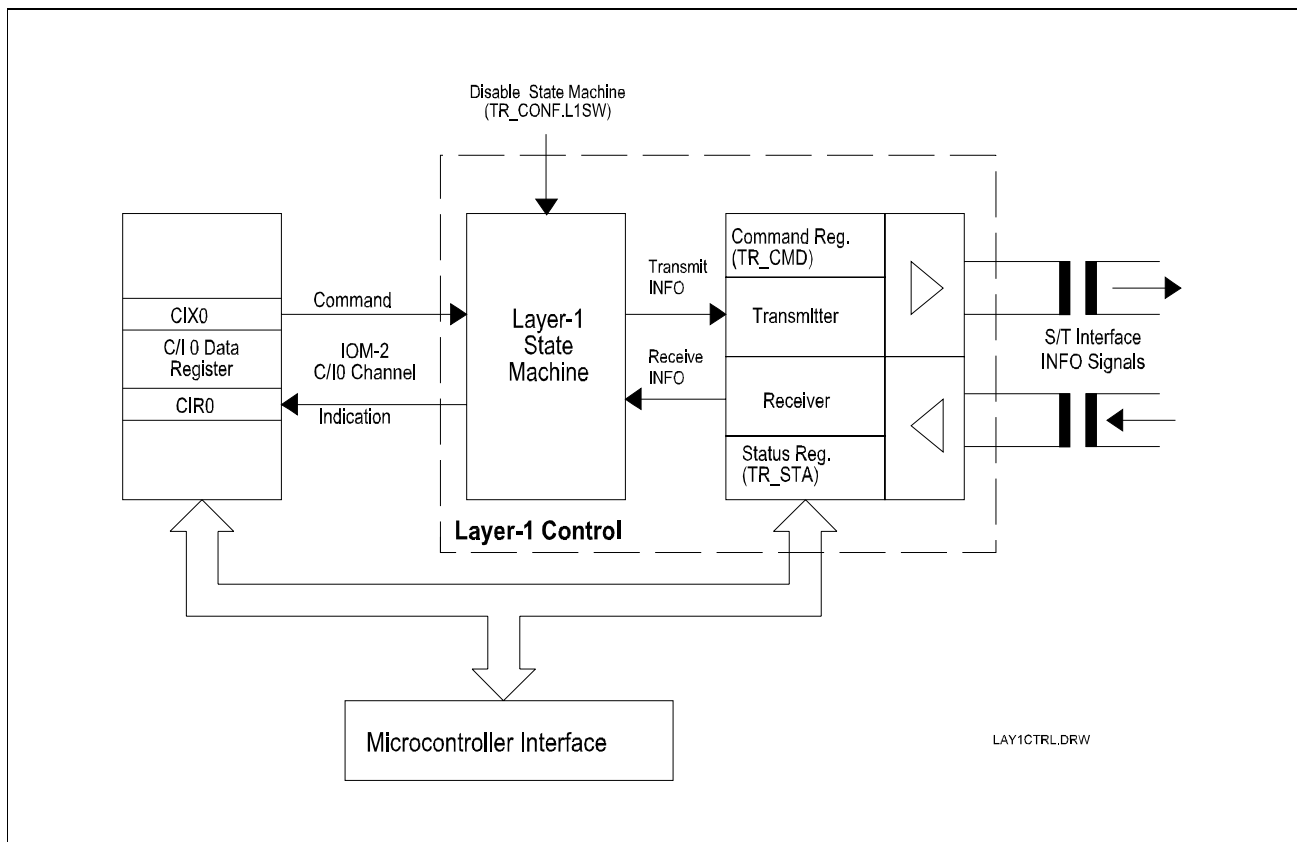 Disable State Machine
(TR_CONF.L1SW)
Command Reg.
(TR_CMD)
Transmit
INFO
Command
CIX0
Layer-1
State
Machine
Transmitter
S/T Interface
INFO Signals
C/I 0 Data
Register
IOM-2
C/I0 Channel
Receive
INFO
Receiver
CIR0
Indication
Status Reg.
(TR_STA)
Layer-1 Control
Microcontroller Interface
LAY1CTRL.DRW